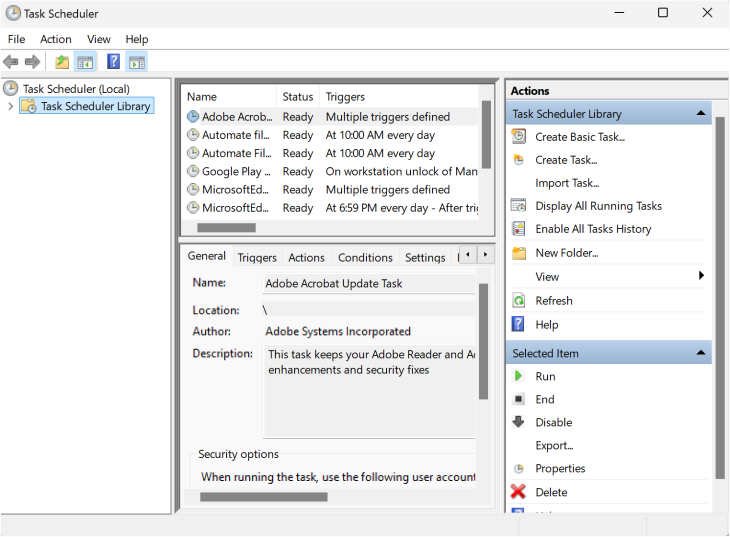 Task Scheduler
File Action View Help
Task Scheduler (Local)
Task Scheduler Library
Name Status Triggers
Adobe Acrob... Ready Multiple triggers defined
Automate fil... Ready At 10:00 AM every day
Automate Fil... Ready At 10:00 AM every day
Google Play ... Ready On workstation unlock of Man
MicrosoftEd... Ready Multiple triggers defined
MicrosoftEd... Ready At 6:59 PM every day - After trig
General Triggers Actions Conditions Settings
Name: Adobe Acrobat Update Task
Location: \
Author: Adobe Systems Incorporated
Description: This task keeps your Adobe Reader and A
enhancements and security fixes
Security options
When running the task, use the following user account
Actions
Task Scheduler Library
Create Basic Task...
Create Task...
Import Task...
Display All Running Tasks
Enable All Tasks History
New Folder...
View
Refresh
Help
Selected Item
Run
End
Disable
Export...
Properties
Delete